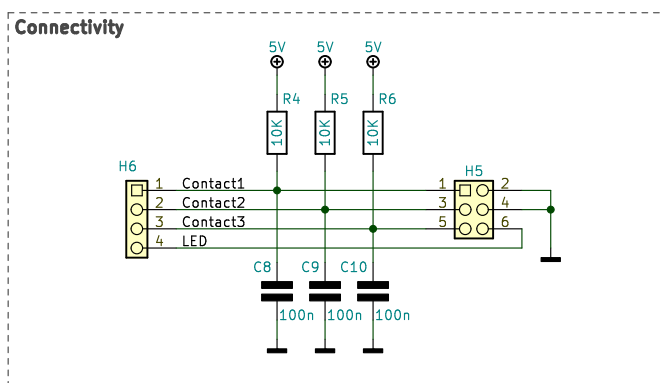 Connectivity
5V 5V 5V
R4 R5 R6
10K 10K 10K
H6 H5
1 Contact1 1 2
2 Contact2 3 4
3 Contact3 5 6
4 LED
C8 C9 C10
100n 100n 100n